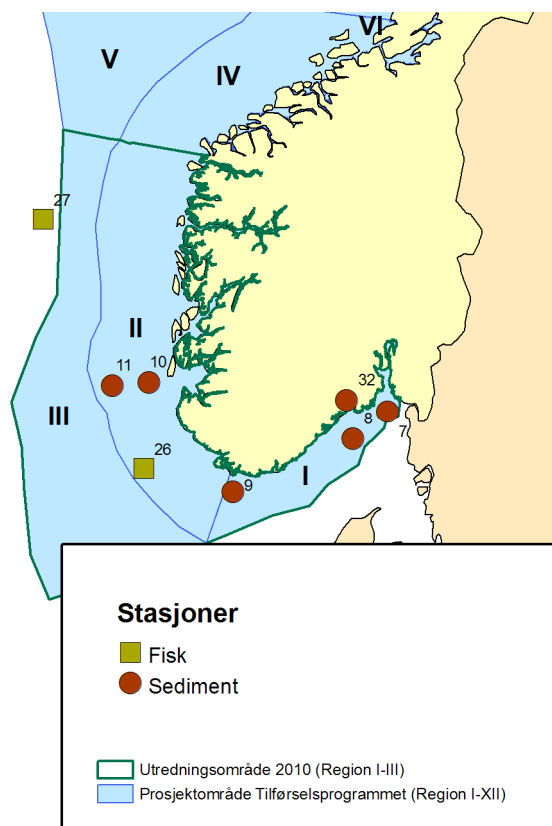 VI
V
IV
27
II
11
10
III
32
8
7
26
I
9
Stasjoner
Fisk
Sediment
Utredningsområde 2010 (Region I-III)
Prosjektområde Tilførselsprogrammet (Region I-XII)